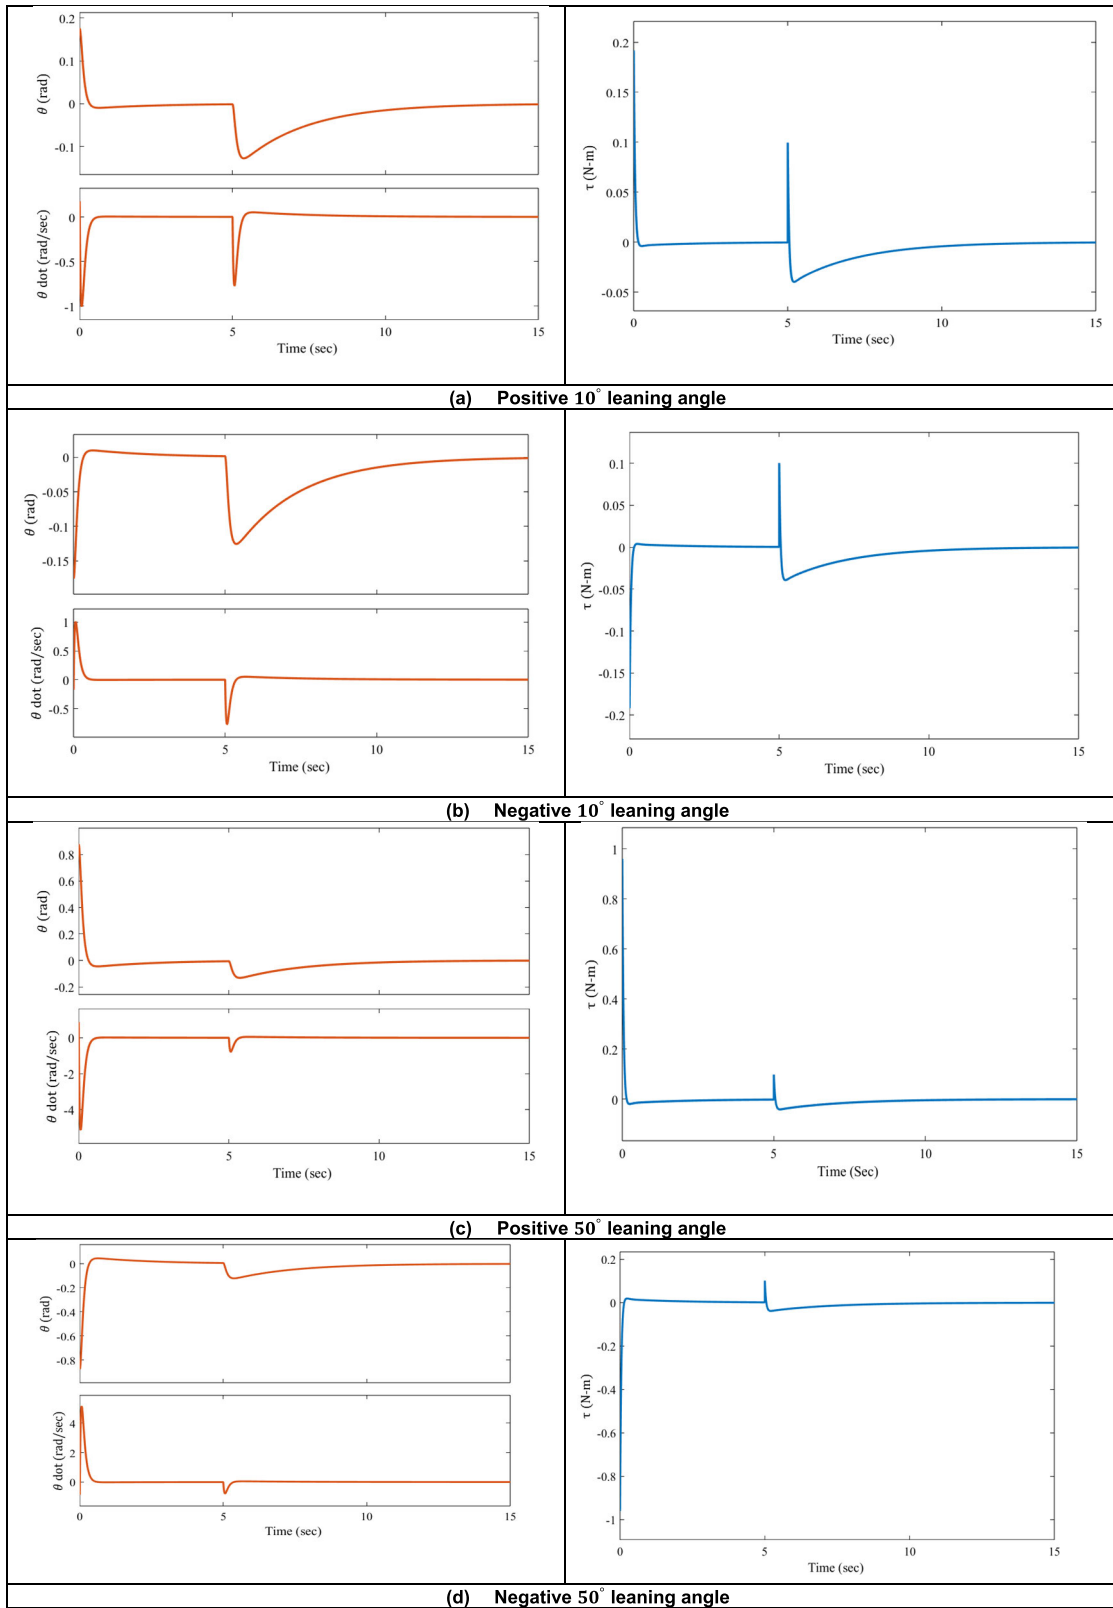 0.2
0.1
0
-0.1
θ (rad)
0
-0.5
-1
θ dot (rad/sec)
0 5 10 15
Time (sec)
0.2
0.15
0.1
0.05
0
-0.05
τ (N-m)
0 5 10 15
Time (sec)
(a) Positive 10° leaning angle
0
-0.05
-0.1
-0.15
θ (rad)
1
0.5
0
-0.5
θ dot (rad/sec)
0 5 10 15
Time (sec)
0.1
0.05
0
-0.05
-0.1
-0.15
-0.2
τ (N-m)
0 5 10 15
Time (sec)
(b) Negative 10° leaning angle
0.8
0.6
0.4
0.2
0
-0.2
θ (rad)
0
-2
-4
θ dot (rad/sec)
0 5 10 15
Time (sec)
1
0.8
0.6
0.4
0.2
0
τ (N-m)
0 5 10 15
Time (Sec)
(c) Positive 50° leaning angle
0
-0.2
-0.4
-0.6
-0.8
θ (rad)
4
2
0
θ dot (rad/sec)
0 5 10 15
Time (sec)
0.2
0
-0.2
-0.4
-0.6
-0.8
-1
τ (N-m)
0 5 10 15
Time (sec)
(d) Negative 50° leaning angle